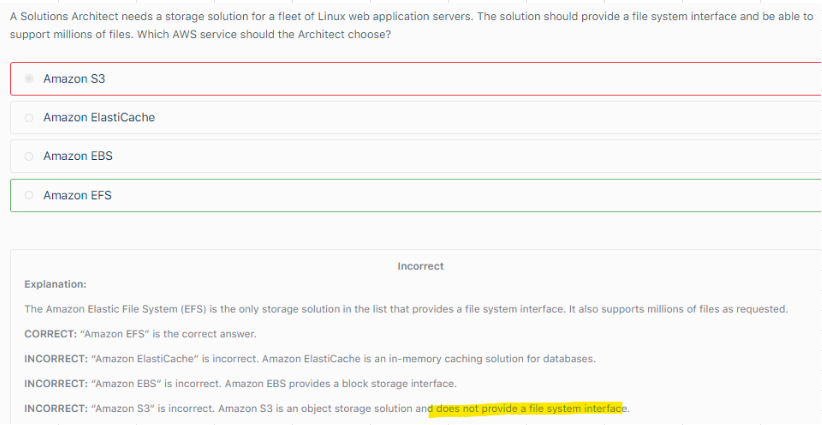 A Solutions Architect needs a storage solution for a fleet of Linux web application servers. The solution should provide a file system interface and be able to
support millions of files. Which AWS service should the Architect choose?
Amazon S3
Amazon ElastiCache
Amazon EBS
Amazon EFS
Incorrect
Explanation:
The Amazon Elastic File System (EFS) is the only storage solution in the list that provides a file system interface. It also supports millions of files as requested.
CORRECT: "Amazon EFS" is the correct answer.
INCORRECT: "Amazon ElastiCache" is incorrect. Amazon ElastiCache is an in-memory caching solution for databases.
INCORRECT: "Amazon EBS" is incorrect. Amazon EBS provides a block storage interface.
INCORRECT: "Amazon S3" is incorrect. Amazon S3 is an object storage solution and does not provide a file system interface.